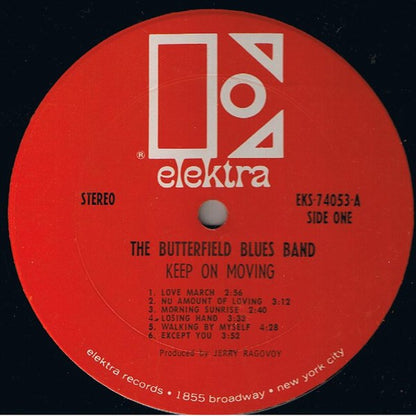 ®
elektra
STEREO
EKS-74053-A
SIDE ONE
THE BUTTERFIELD BLUES BAND
KEEP ON MOVING
1. LOVE MARCH 2:56
2. NO AMOUNT OF LOVING 3:12
3. MORNING SUNRISE 2:40
4. LOSING HAND 3:33
5. WALKING BY MYSELF 4:28
6. EXCEPT YOU 3:53
Produced by JERRY RAGOVOY
elektra records • 1855 broadway • new york city